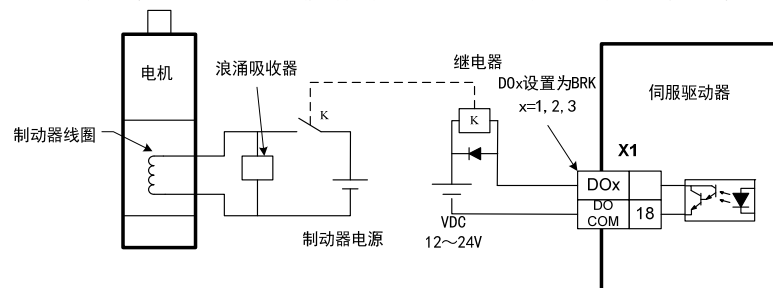 电机
浪涌吸收器
继电器
DOx设置为BRK
x=1,2,3
伺服驱动器
制动器线圈
K
K
X1
DOx
DO
COM
18
制动器电源
VDC
12～24V